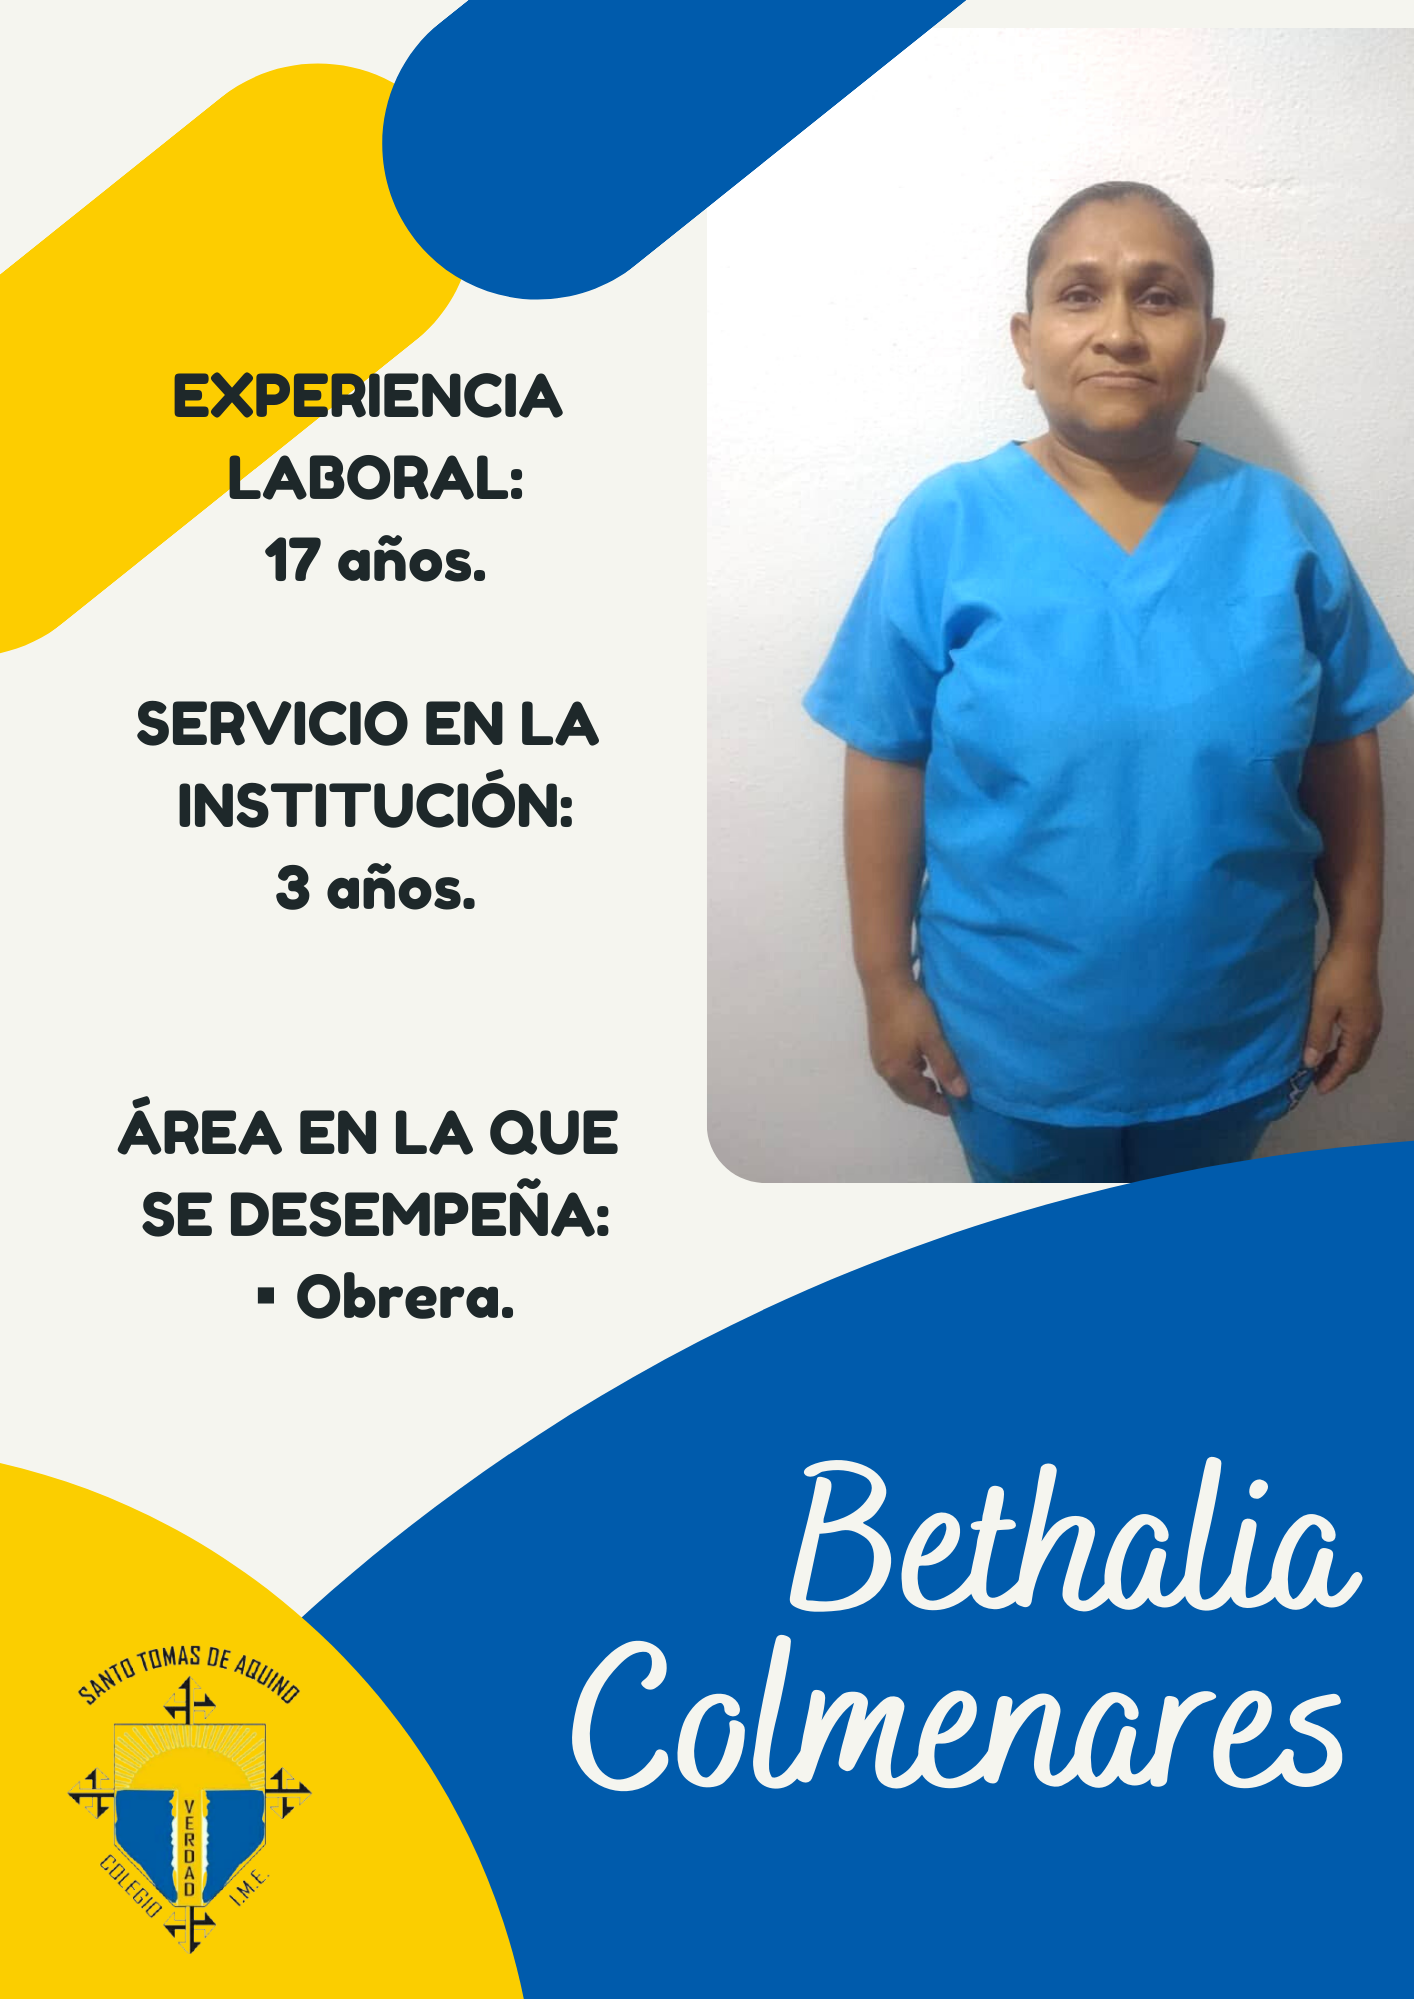 EXPERIENCIA
LABORAL:
17 años.
SERVICIO EN LA
INSTITUCIÓN:
3 años.
ÁREA EN LA QUE
SE DESEMPEÑA:
▪ Obrera.
Bethalia
Colmenares
SANTO TOMAS DE AQUINO
VERDAD
COLEGIO
I.M.E.